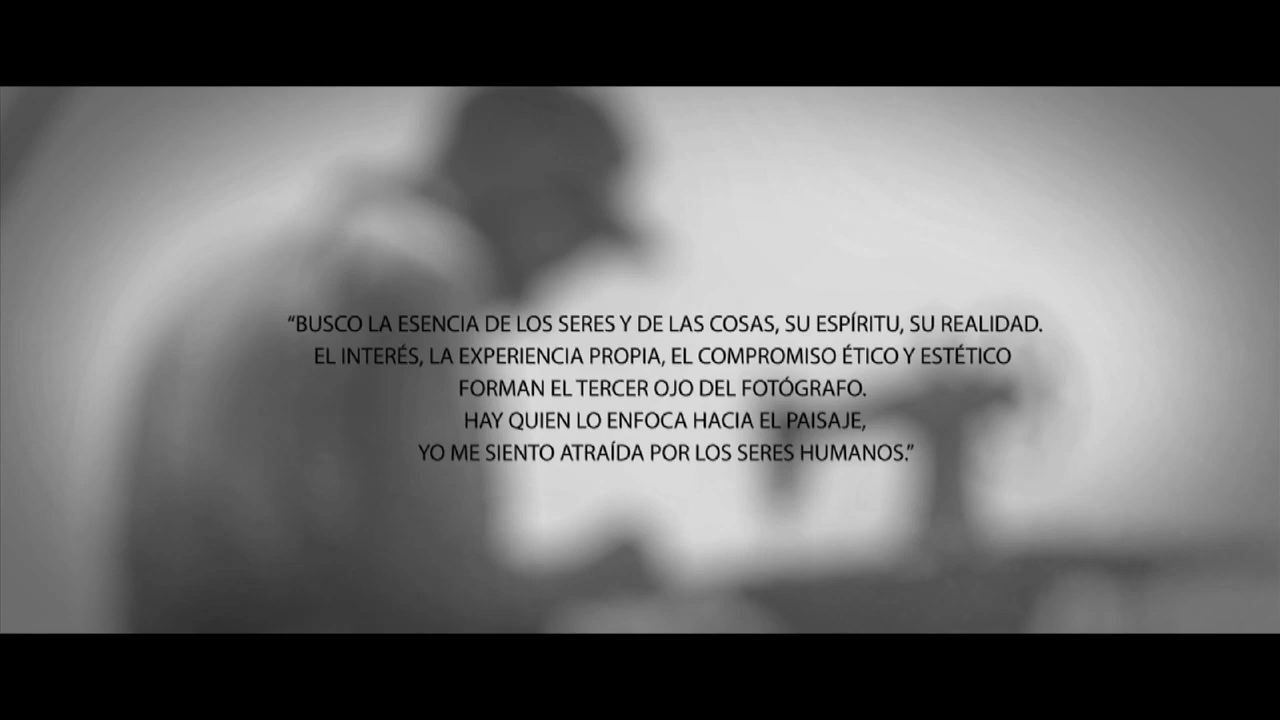 “BUSCO LA ESENCIA DE LOS SERES Y DE LAS COSAS, SU ESPÍRITU, SU REALIDAD.
EL INTERÉS, LA EXPERIENCIA PROPIA, EL COMPROMISO ÉTICO Y ESTÉTICO
FORMAN EL TERCER OJO DEL FOTÓGRAFO.
HAY QUIEN LO ENFOCA HACIA EL PAISAJE,
YO ME SIENTO ATRAÍDA POR LOS SERES HUMANOS.”